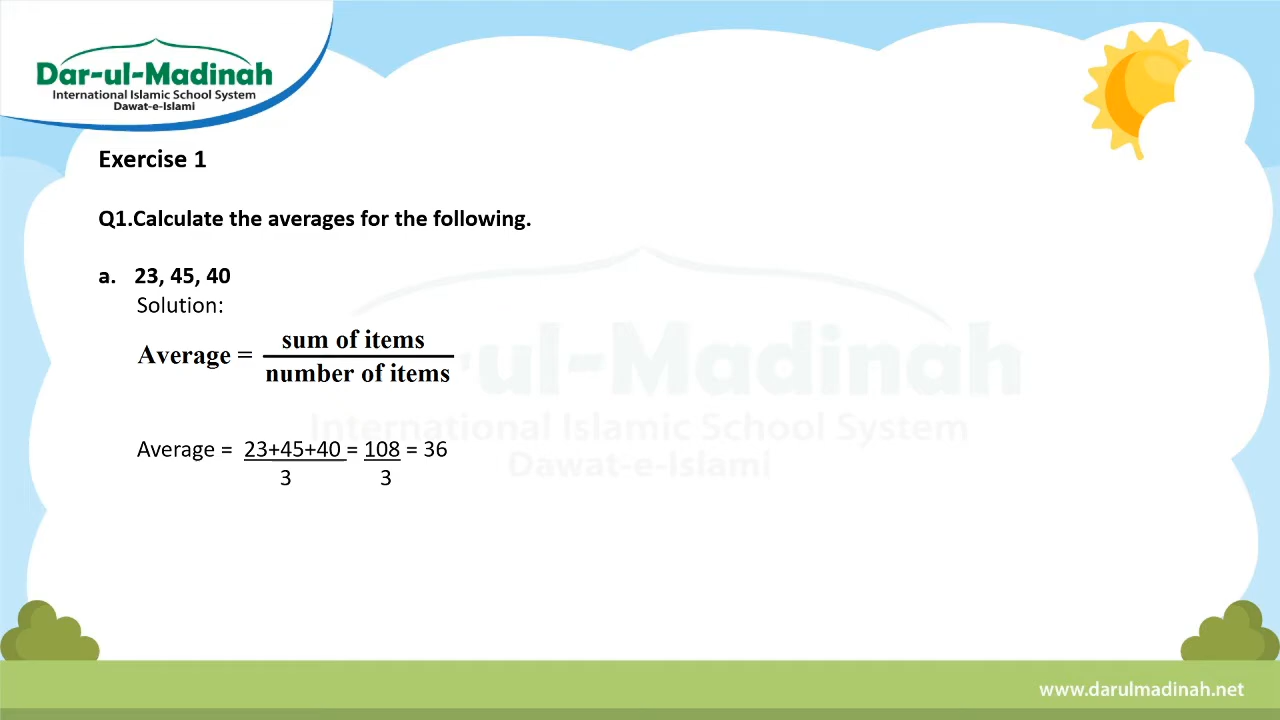 Dar-ul-Madinah
International Islamic School System
Dawat-e-Islami
Exercise 1
Q1.Calculate the averages for the following.
a. 23, 45, 40
Solution:
Average = sum of items
number of items
Average = 23+45+40 = 108 = 36
3 3
ul-Madinah
International Islamic School System
Dawat-e-Islami
www.darulmadinah.net